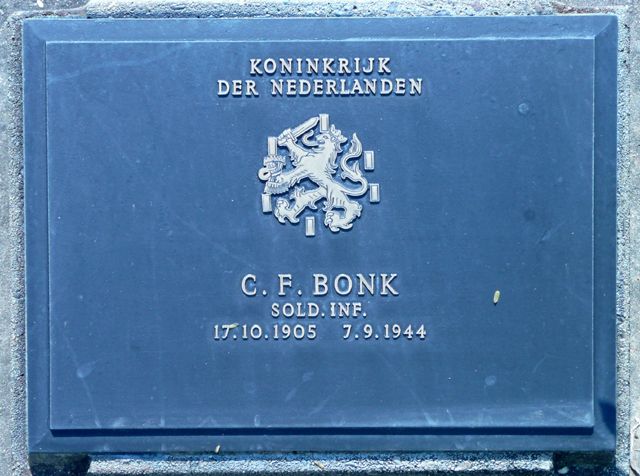 KONINKRIJK
DER NEDERLANDEN
C. F. BONK
SOLD. INF.
17.10.1905 7.9.1944